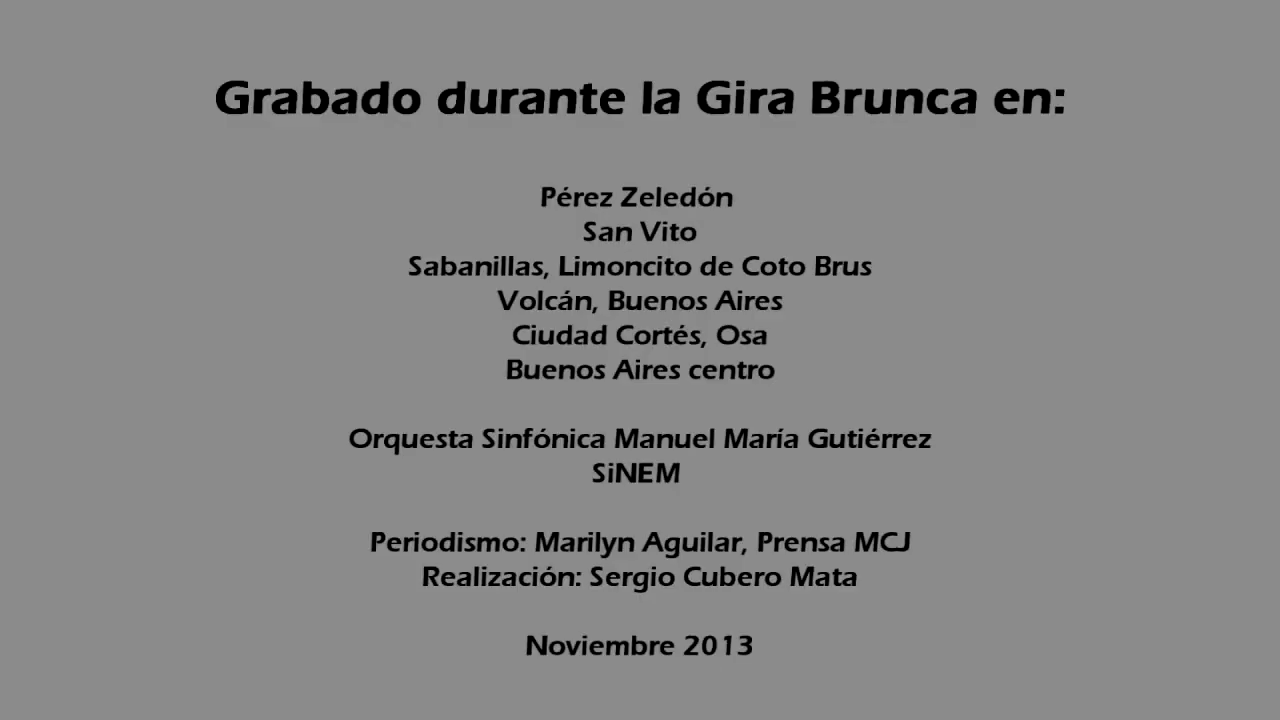 Grabado durante la Gira Brunca en:
Pérez Zeledón
San Vito
Sabanillas, Limoncito de Coto Brus
Volcán, Buenos Aires
Ciudad Cortés, Osa
Buenos Aires centro
Orquesta Sinfónica Manuel María Gutiérrez
SiNEM
Periodismo: Marilyn Aguilar, Prensa MCJ
Realización: Sergio Cubero Mata
Noviembre 2013